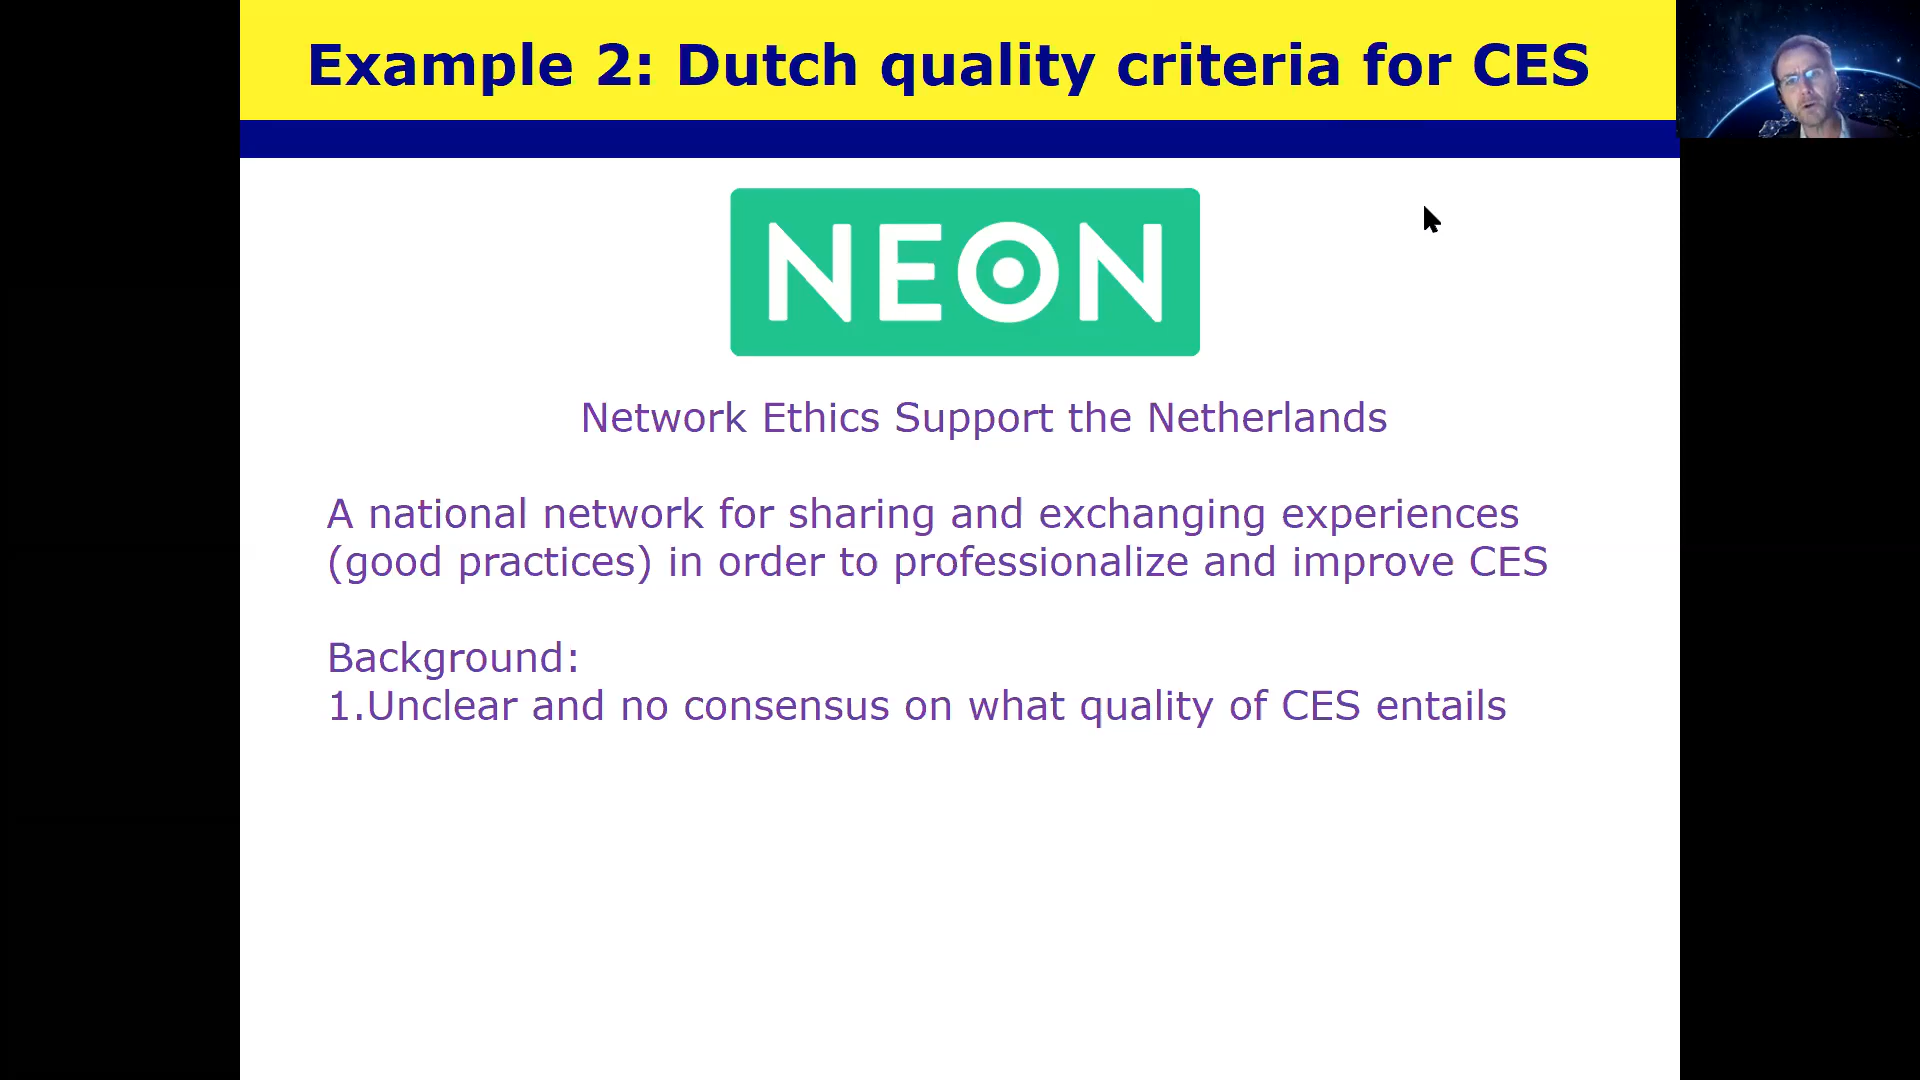 Example 2: Dutch quality criteria for CES
NEON
Network Ethics Support the Netherlands
A national network for sharing and exchanging experiences
(good practices) in order to professionalize and improve CES
Background:
1.Unclear and no consensus on what quality of CES entails